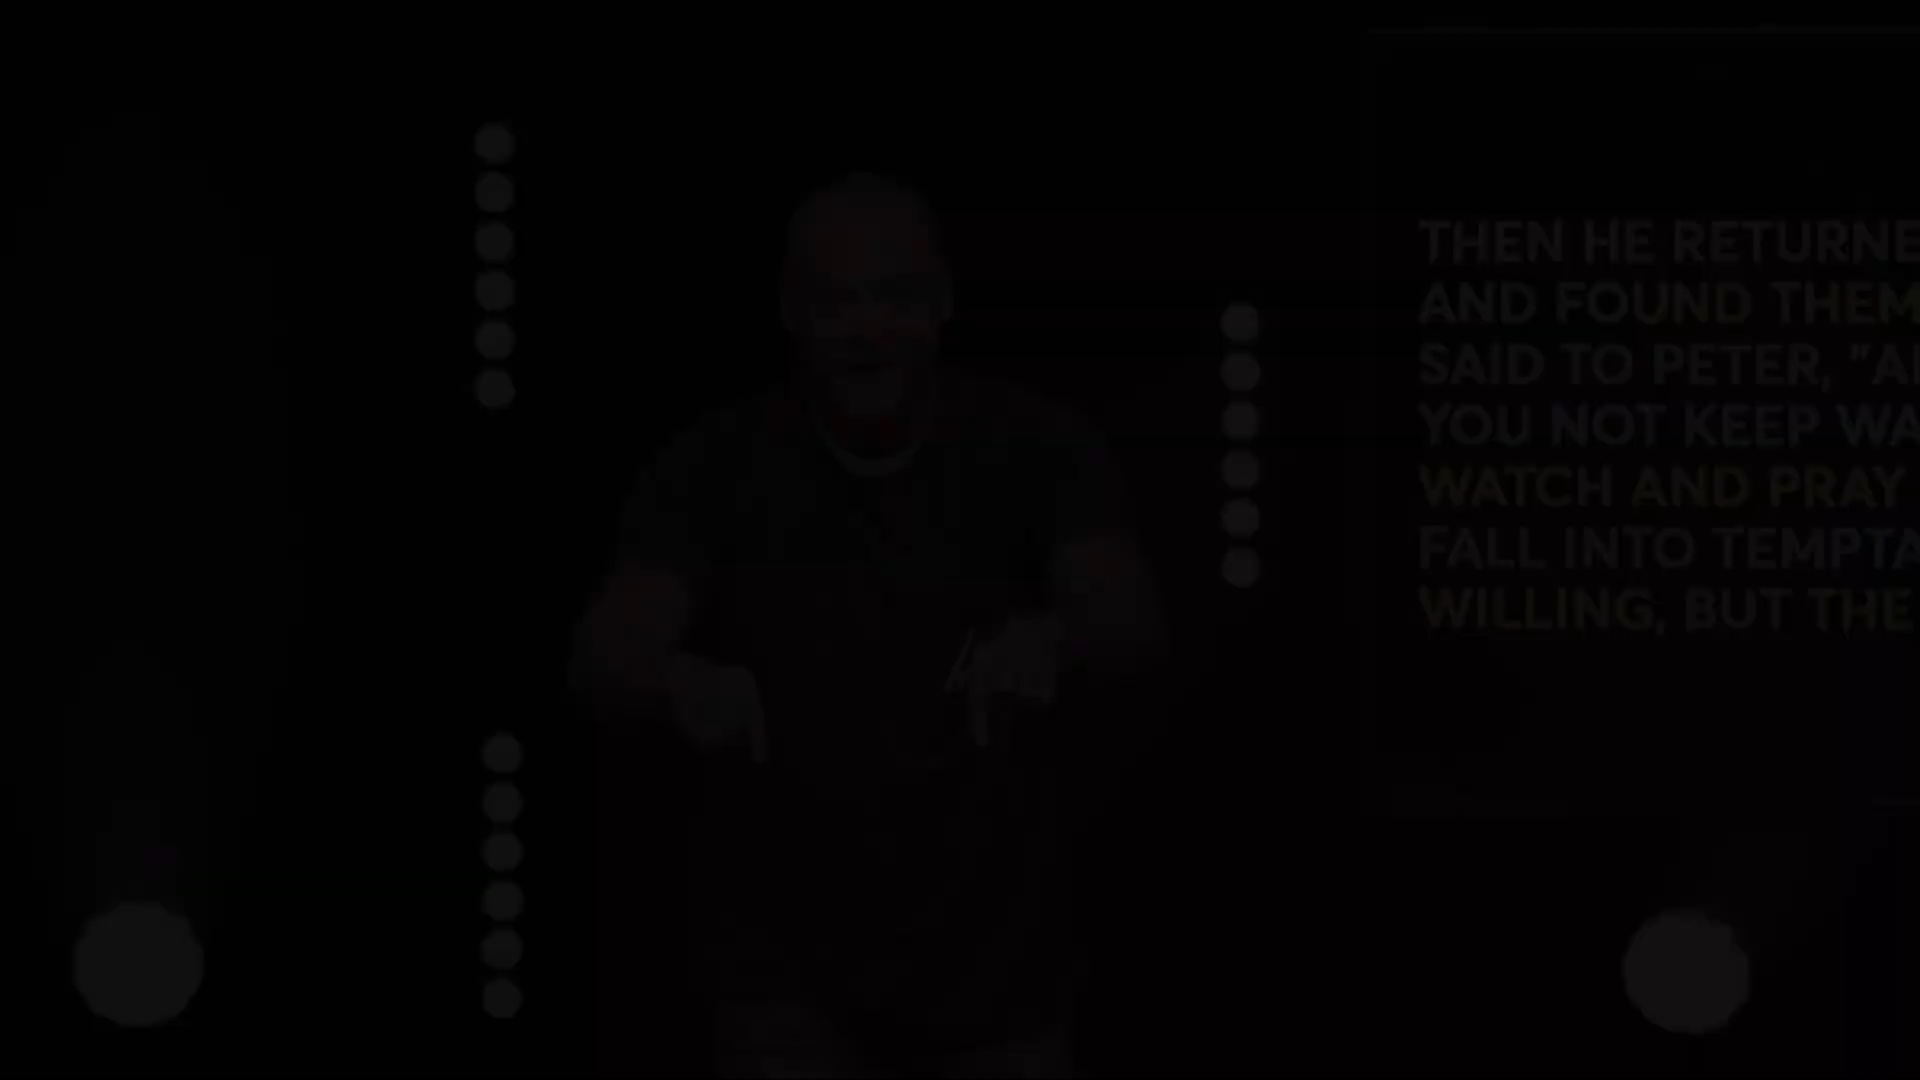 THEN HE RETURNE
AND FOUND THEM
SAID TO PETER, "A
YOU NOT KEEP WA
WATCH AND PRAY
FALL INTO TEMPTA
WILLING, BUT THE